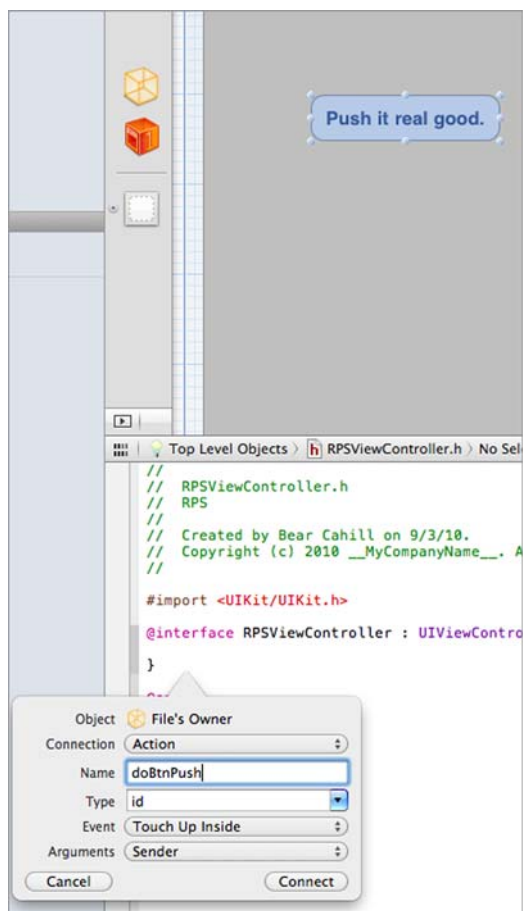 Push it real good.
Top Level Objects RPSViewController.h No Sel
//
// RPSViewController.h
// RPS
//
// Created by Bear Cahill on 9/3/10.
// Copyright (c) 2010 __MyCompanyName__. A
//
#import <UIKit/UIKit.h>
@interface RPSViewController : UIViewContro
}
Object File's Owner
Connection Action
Name doBtnPush
Type id
Event Touch Up Inside
Arguments Sender
Cancel Connect